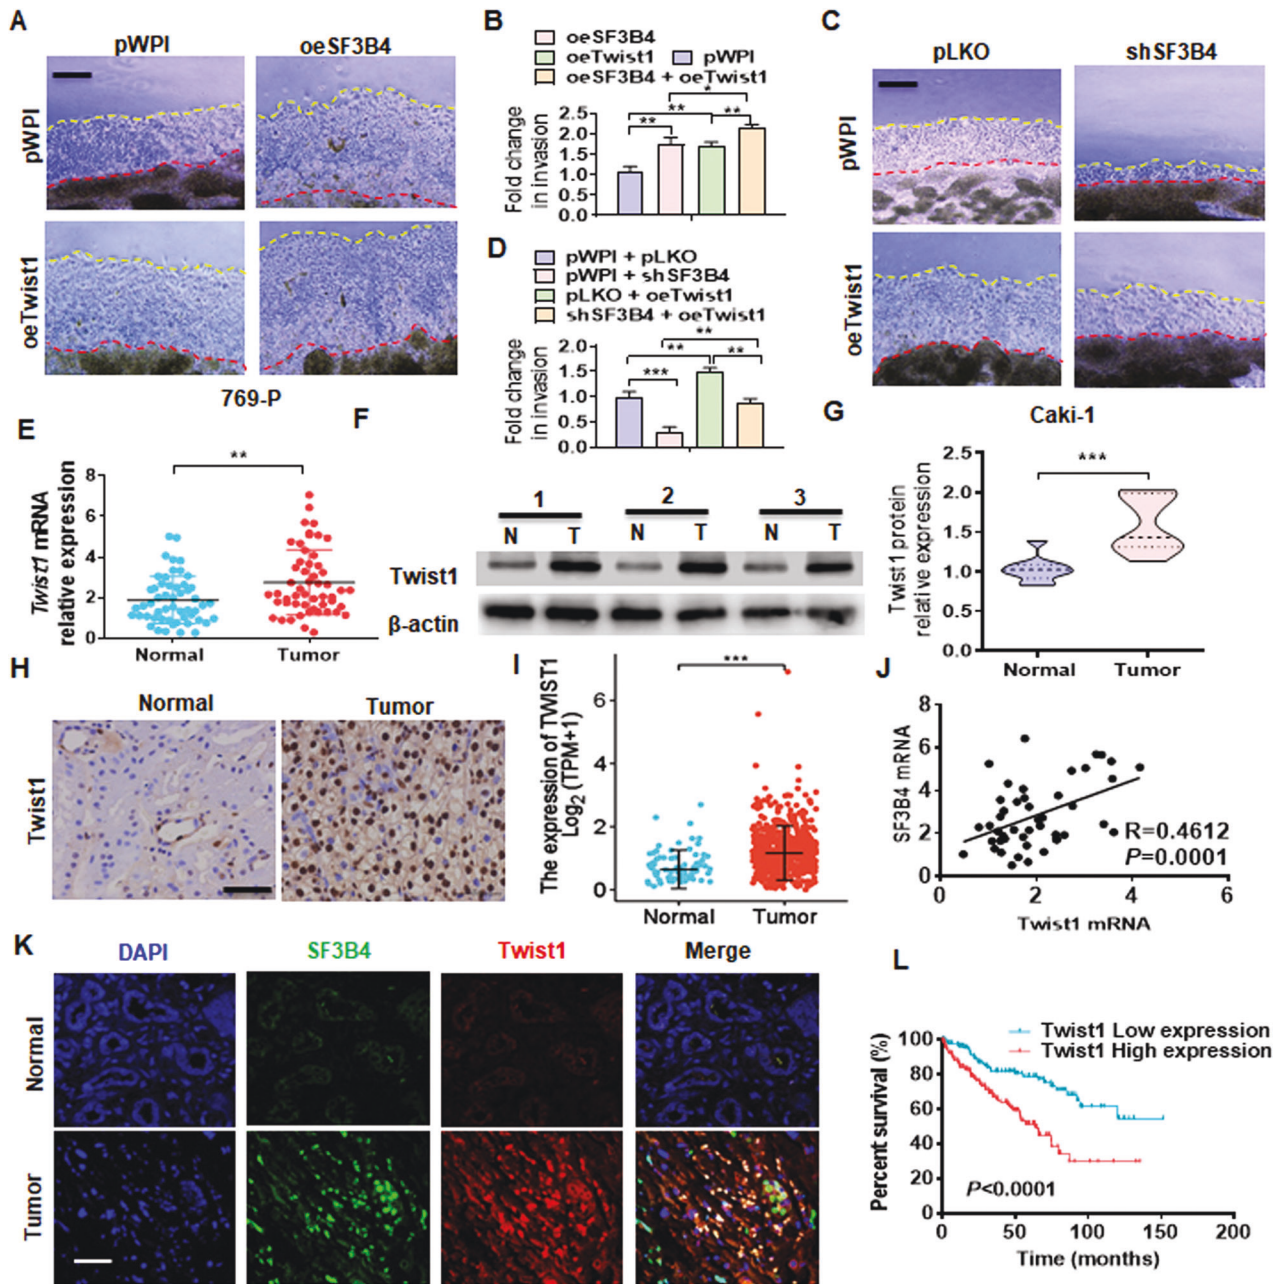 A
pWPI
oeSF3B4
pWPI
oeTwist1
769-P
B
oeSF3B4
oeTwist1
pWPI
oeSF3B4 + oeTwist1
Fold change
in invasion
2.5
2.0
1.5
1.0
0.5
0.0
**
**
*
**
C
pLKO
shSF3B4
pWPI
oeTwist1
Caki-1
D
pWPI + pLKO
pWPI + shSF3B4
pLKO + oeTwist1
shSF3B4 + oeTwist1
Fold change
in invasion
2.0
1.5
1.0
0.5
0.0
***
**
**
**
E
Twist1 mRNA
relative expression
8
6
4
2
0
**
Normal
Tumor
F
1
2
3
N
T
N
T
N
T
Twist1
β-actin
G
Twist1 protein
relative expression
2.5
2.0
1.5
1.0
0.5
0.0
***
Normal
Tumor
H
Normal
Tumor
Twist1
I
The expression of TWIST1
Log2 (TPM+1)
6
4
2
0
***
Normal
Tumor
J
SF3B4 mRNA
8
6
4
2
0
R=0.4612
P=0.0001
0
2
4
6
Twist1 mRNA
K
DAPI
SF3B4
Twist1
Merge
Normal
Tumor
L
Twist1 Low expression
Twist1 High expression
Percent survival (%)
100
80
60
40
20
0
P<0.0001
0
50
100
150
200
Time (months)